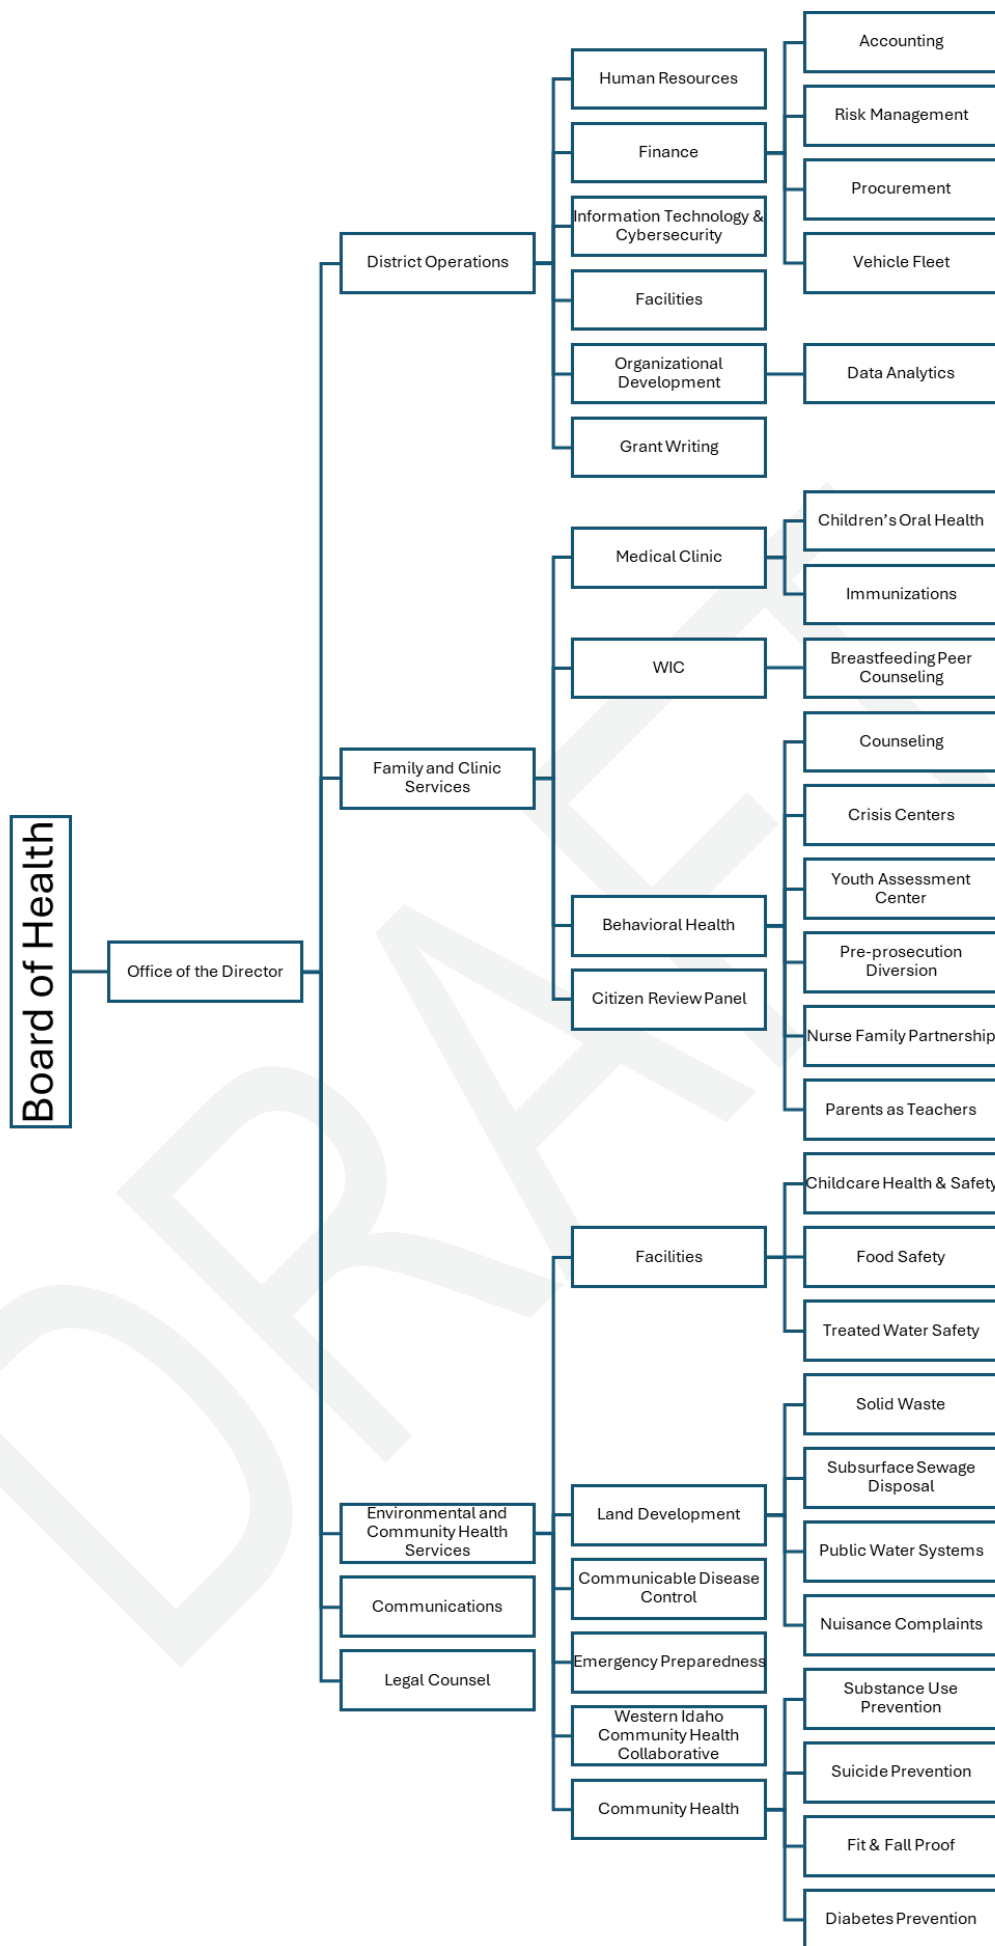 Board of Health
Office of the Director
District Operations
Human Resources
Finance
Accounting
Risk Management
Procurement
Vehicle Fleet
Information Technology &
Cybersecurity
Facilities
Organizational
Development
Data Analytics
Grant Writing
Family and Clinic
Services
Medical Clinic
Children’s Oral Health
Immunizations
WIC
Breastfeeding Peer
Counseling
Behavioral Health
Counseling
Crisis Centers
Youth Assessment
Center
Pre-prosecution
Diversion
Nurse Family Partnership
Parents as Teachers
Citizen Review Panel
Environmental and
Community Health
Services
Facilities
Childcare Health & Safety
Food Safety
Treated Water Safety
Land Development
Solid Waste
Subsurface Sewage
Disposal
Public Water Systems
Nuisance Complaints
Communicable Disease
Control
Emergency Preparedness
Western Idaho
Community Health
Collaborative
Community Health
Substance Use
Prevention
Suicide Prevention
Fit & Fall Proof
Diabetes Prevention
Communications
Legal Counsel
DRAFT